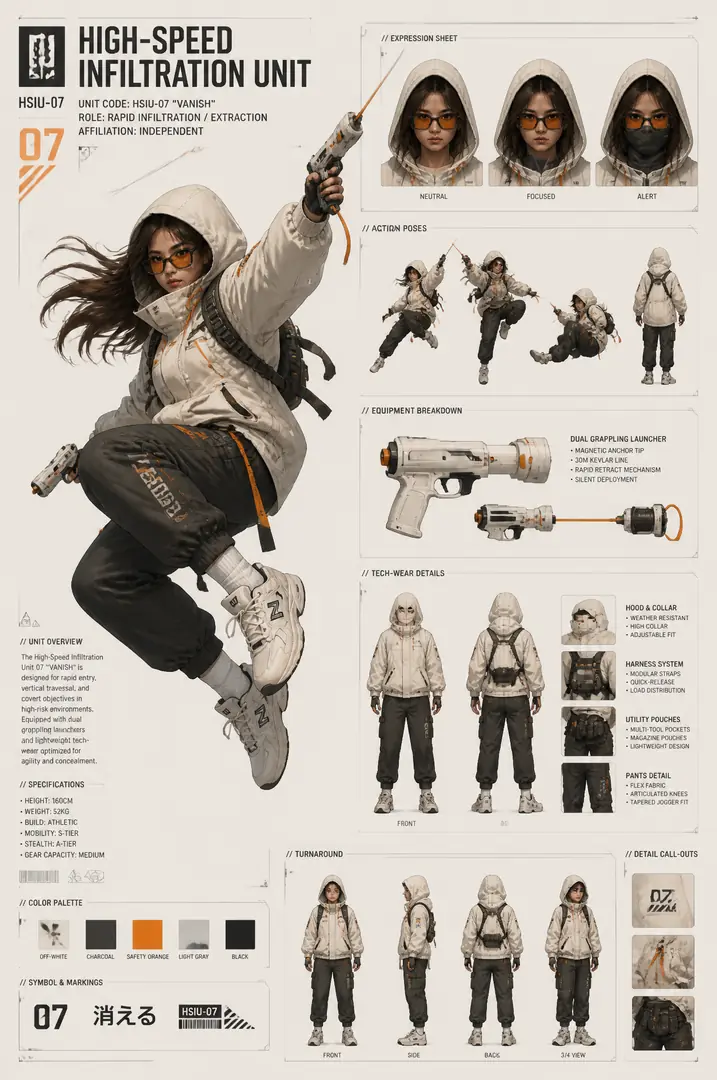 HIGH-SPEED
INFILTRATION UNIT
HSIU-07
UNIT CODE: HSIU-07 "VANISH"
ROLE: RAPID INFILTRATION / EXTRACTION
AFFILIATION: INDEPENDENT
07
// EXPRESSION SHEET
NEUTRAL
FOCUSED
ALERT
// ACTION POSES
// EQUIPMENT BREAKDOWN
DUAL GRAPPLING LAUNCHER
• MAGNETIC ANCHOR TIP
• 30M KEVLAR LINE
• RAPID RETRACT MECHANISM
• SILENT DEPLOYMENT
// TECH-WEAR DETAILS
HOOD & COLLAR
• WEATHER RESISTANT
• HIGH COLLAR
• ADJUSTABLE FIT
HARNESS SYSTEM
• MODULAR STRAPS
• QUICK-RELEASE
• LOAD DISTRIBUTION
UTILITY POUCHES
• MULTI-TOOL POCKETS
• MAGAZINE POUCHES
• LIGHTWEIGHT DESIGN
PANTS DETAIL
• FLEX FABRIC
• ARTICULATED KNEES
• TAPERED JOGGER FIT
FRONT
// UNIT OVERVIEW
The High-Speed Infiltration
Unit 07 "VANISH" is
designed for rapid entry,
vertical traversal, and
covert objectives in
high-risk environments.
Equipped with dual
grappling launchers
and lightweight tech-
wear optimized for
agility and concealment.
// SPECIFICATIONS
• HEIGHT: 160CM
• WEIGHT: 52KG
• BUILD: ATHLETIC
• MOBILITY: S-TIER
• STEALTH: A-TIER
• GEAR CAPACITY: MEDIUM
// COLOR PALETTE
OFF-WHITE
CHARCOAL
SAFETY ORANGE
LIGHT GRAY
BLACK
// SYMBOL & MARKINGS
07
消える
HSIU-07
// TURNAROUND
FRONT
SIDE
BACK
3/4 VIEW
// DETAIL CALL-OUTS
07
N
N